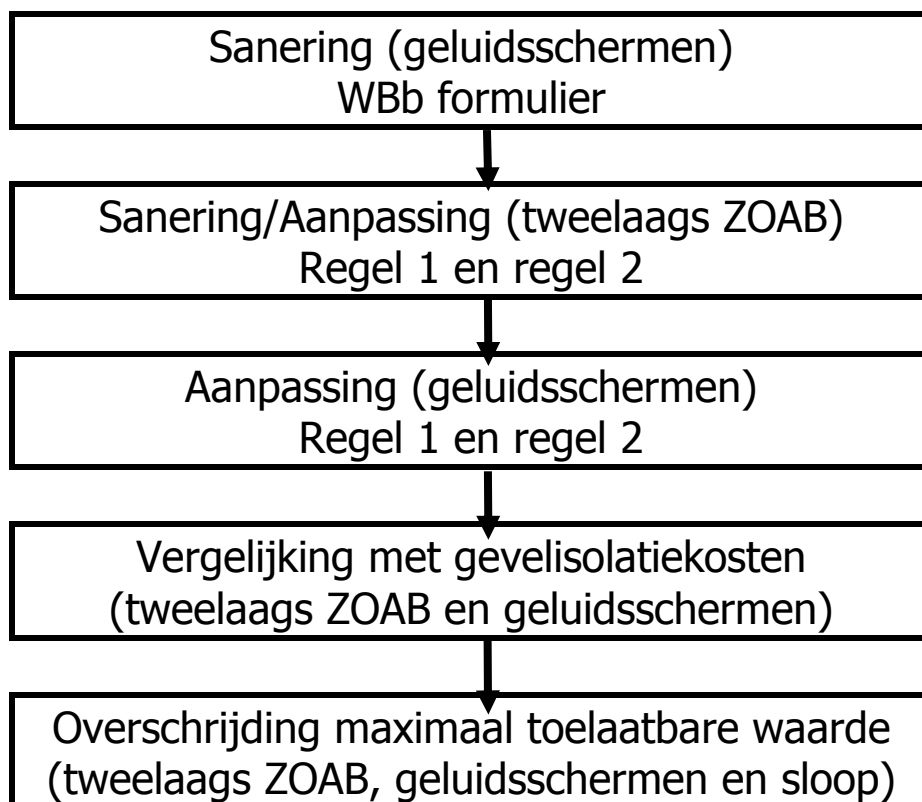 Sanering (geluidsschermen)
WBb formulier
Sanering/Aanpassing (tweelaags ZOAB)
Regel 1 en regel 2
Aanpassing (geluidsschermen)
Regel 1 en regel 2
Vergelijking met gevelisolatiekosten
(tweelaags ZOAB en geluidsschermen)
Overschrijding maximaal toelaatbare waarde
(tweelaags ZOAB, geluidsschermen en sloop)